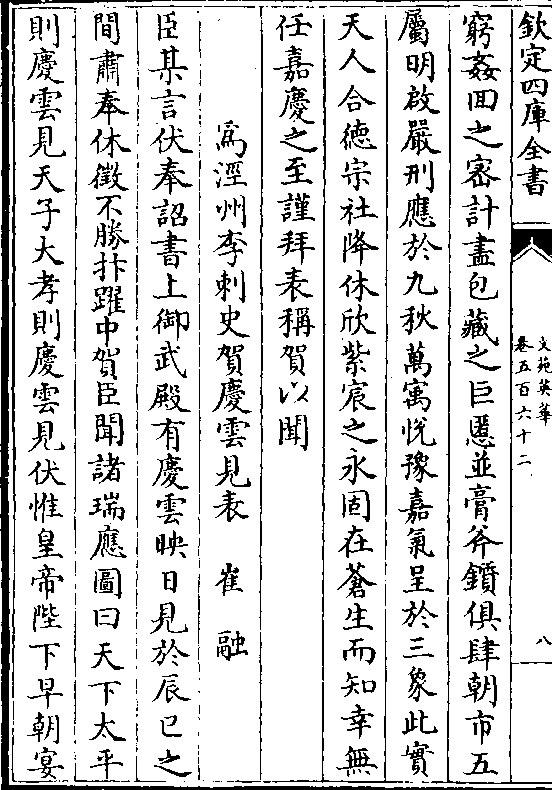 欽定四庫全書
文苑英華
卷五百六十二
八
窮姦回之宻計盡包藏之巨慝並膏斧鑕俱肆朝市五
屬明啟嚴刑應於九秋萬㝢悅豫嘉氣呈於三象此實
天人合德宗社降休欣紫宸之永固在蒼生而知幸無
任嘉慶之至謹拜表稱賀以聞
為涇州李刺史賀慶雲見表　崔融
臣某言伏奉詔書上御武殿有慶雲映日見於辰巳之
間肅奉休徵不勝抃躍中賀臣聞諸瑞應圖曰天下太平
則慶雲見天子大孝則慶雲見伏惟皇帝陛下早朝宴